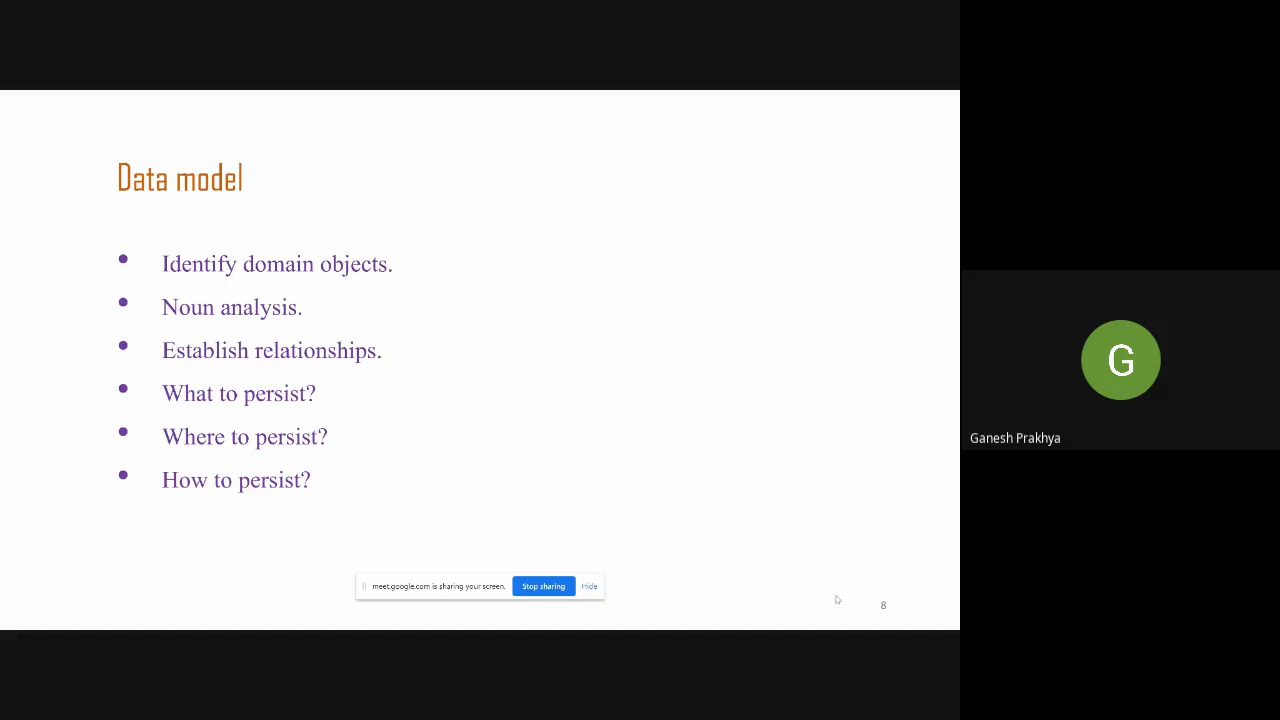 Data model
• Identify domain objects.
• Noun analysis.
• Establish relationships.
• What to persist?
• Where to persist?
• How to persist?
meet.google.com is sharing your screen. Stop sharing Hide
8
G
Ganesh Prakhya